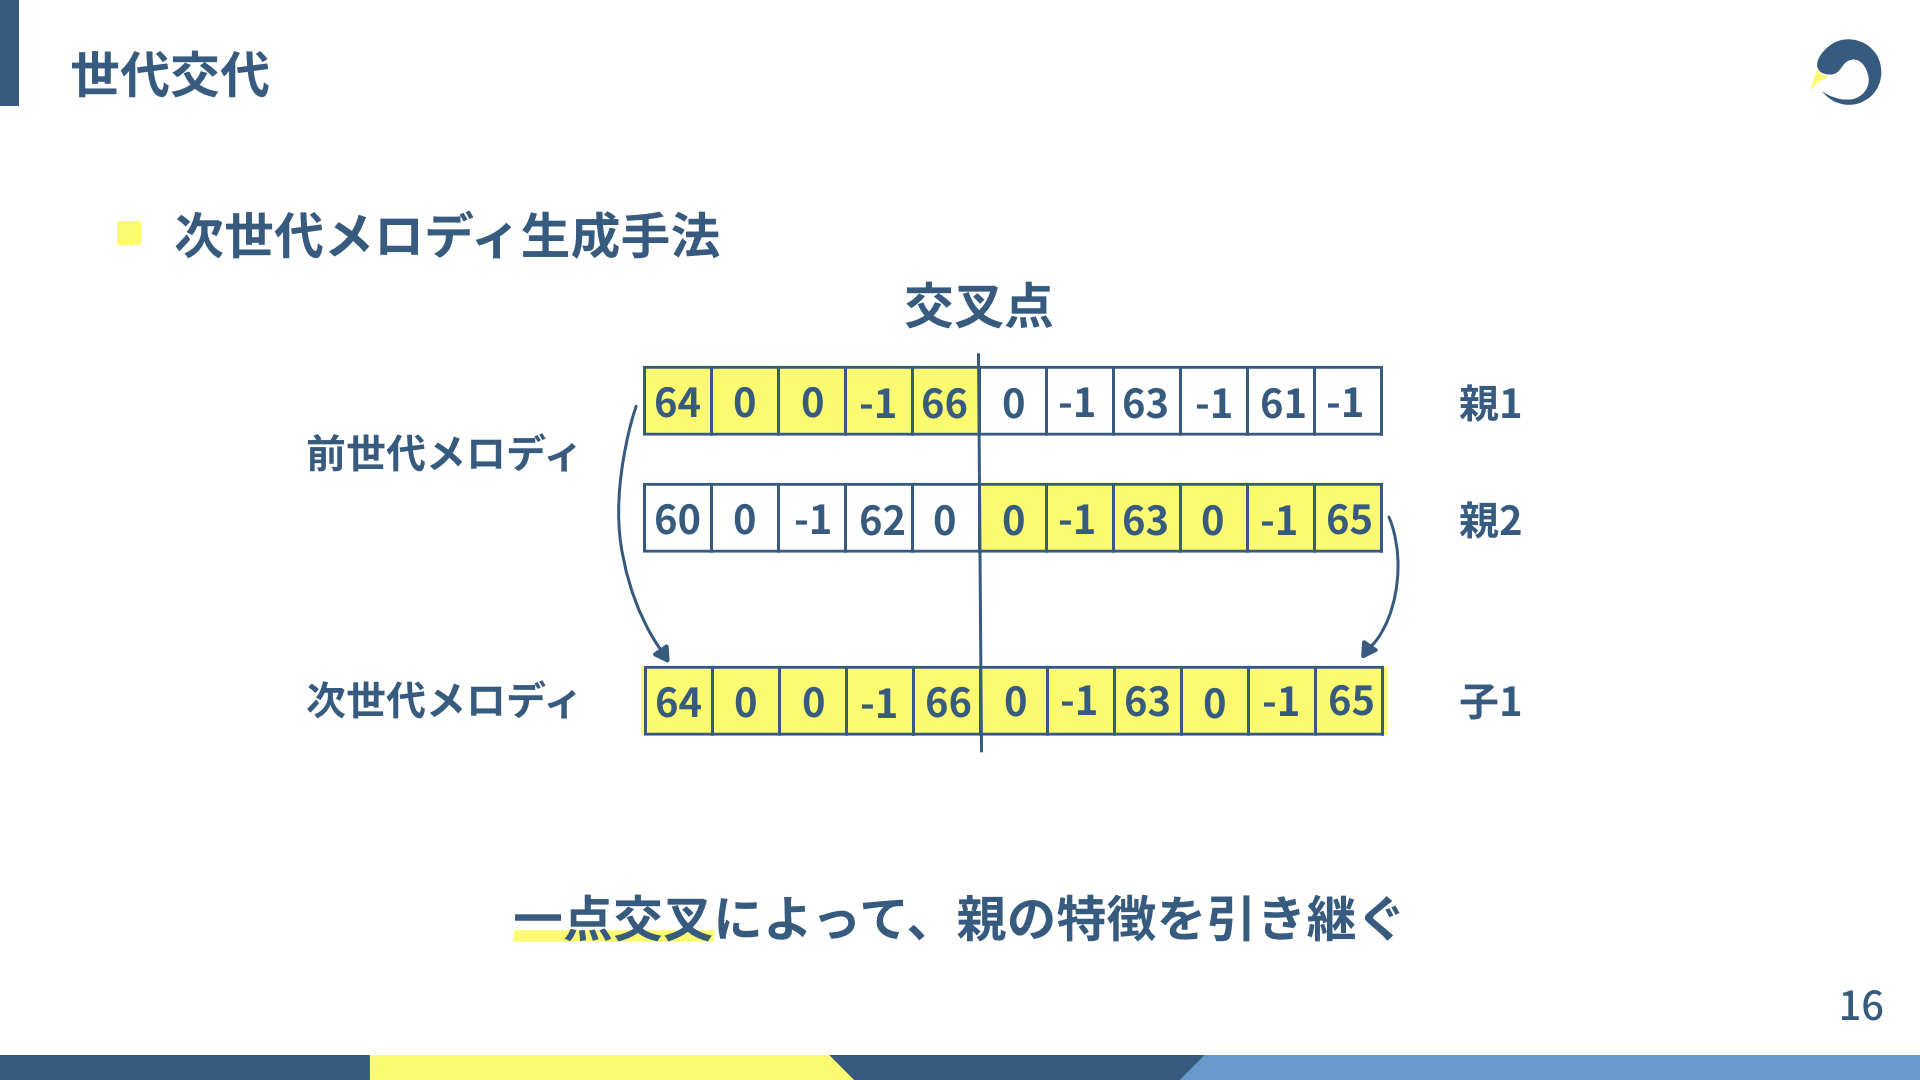 世代交代
次世代メロディ生成手法
交叉点
64 0 0 -1 66 0 -1 63 -1 61 -1 親1
前世代メロディ
60 0 -1 62 0 0 -1 63 0 -1 65 親2
次世代メロディ 64 0 0 -1 66 0 -1 63 0 -1 65 子1
一点交叉によって、親の特徴を引き継ぐ
16